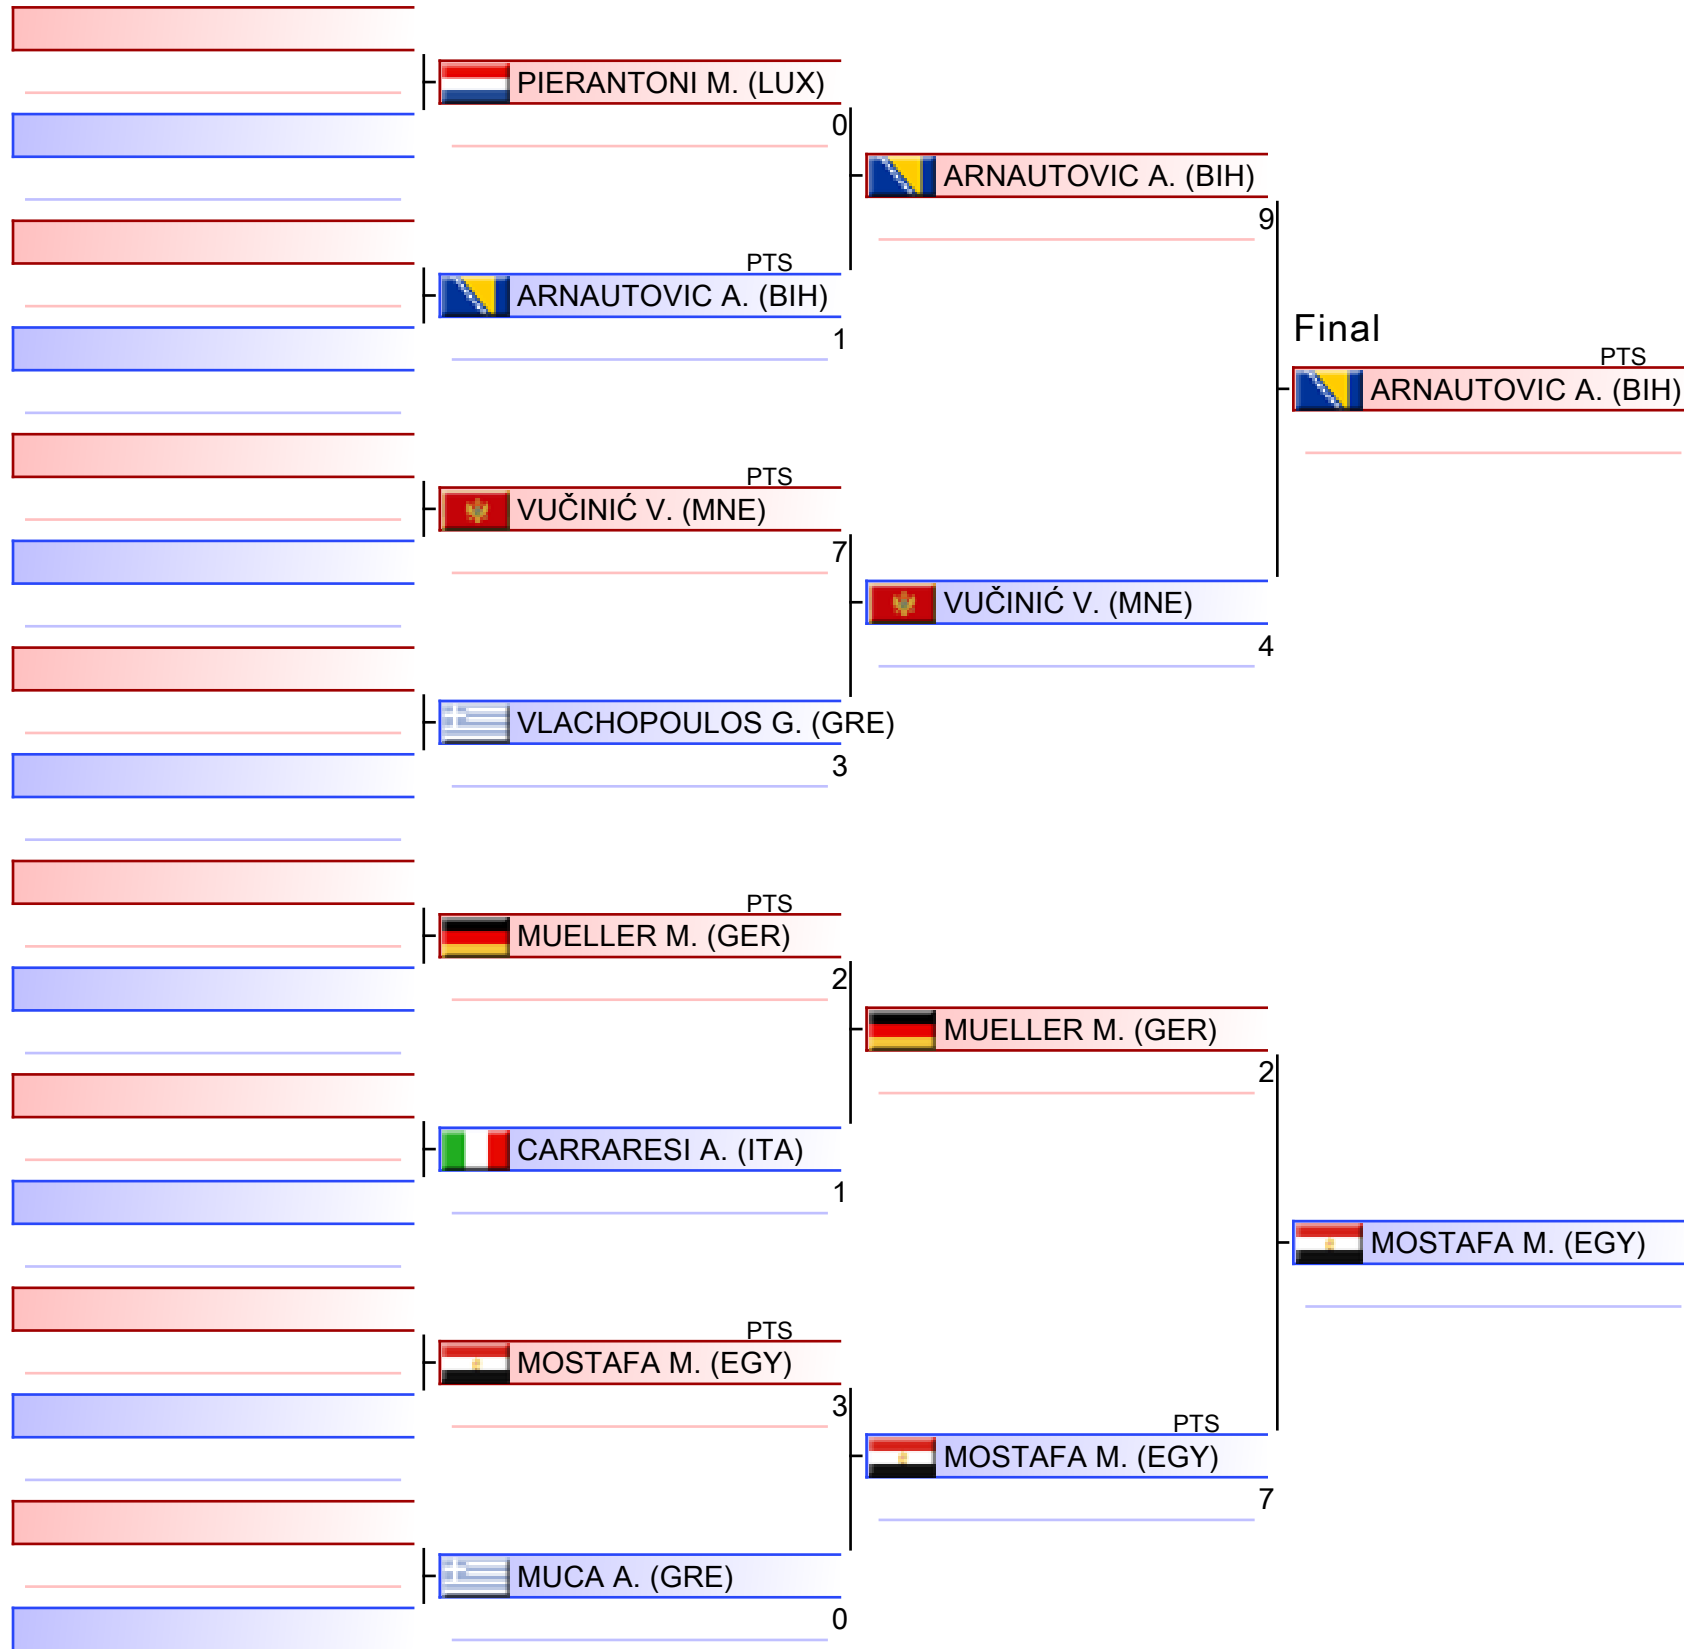 PIERANTONI M. (LUX)
0
ARNAUTOVIC A. (BIH)
9
PTS
ARNAUTOVIC A. (BIH)
1
Final
PTS
ARNAUTOVIC A. (BIH)
PTS
VUČINIĆ V. (MNE)
7
VUČINIĆ V. (MNE)
4
VLACHOPOULOS G. (GRE)
3
PTS
MUELLER M. (GER)
2
MUELLER M. (GER)
2
CARRARESI A. (ITA)
1
MOSTAFA M. (EGY)
PTS
MOSTAFA M. (EGY)
3
PTS
MOSTAFA M. (EGY)
7
MUCA A. (GRE)
0